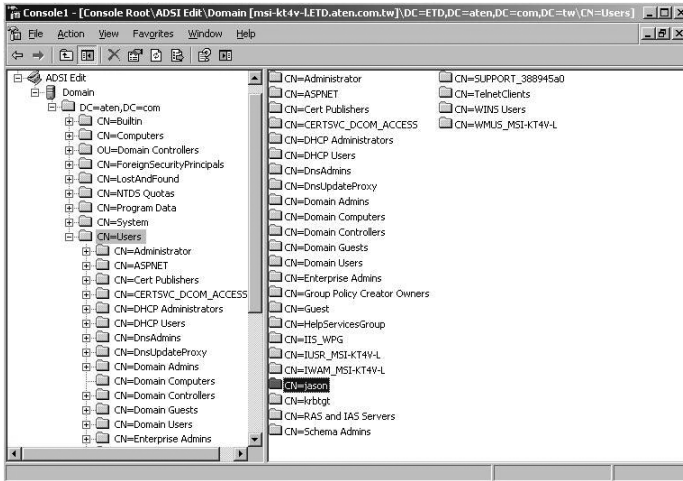 Console1 - [Console Root\ADSI Edit\Domain [msi-kt4v-l.ETD.aten.com.tw]\DC=ETD,DC=aten,DC=com,DC=tw\CN=Users]
File Action View Favorites Window Help
ADSI Edit
Domain
DC=aten,DC=com
CN=Builtin
CN=Computers
OU=Domain Controllers
CN=ForeignSecurityPrincipals
CN=LostAndFound
CN=NTDS Quotas
CN=Program Data
CN=System
CN=Users
CN=Administrator
CN=ASPNET
CN=Cert Publishers
CN=CERTSVC_DCOM_ACCESS
CN=DHCP Administrators
CN=DHCP Users
CN=DnsAdmins
CN=DnsUpdateProxy
CN=Domain Admins
CN=Domain Computers
CN=Domain Controllers
CN=Domain Guests
CN=Domain Users
CN=Enterprise Admins
CN=Administrator
CN=ASPNET
CN=Cert Publishers
CN=CERTSVC_DCOM_ACCESS
CN=DHCP Administrators
CN=DHCP Users
CN=DnsAdmins
CN=DnsUpdateProxy
CN=Domain Admins
CN=Domain Computers
CN=Domain Controllers
CN=Domain Guests
CN=Domain Users
CN=Enterprise Admins
CN=Group Policy Creator Owners
CN=Guest
CN=HelpServicesGroup
CN=IIS_WPG
CN=IUSR_MSI-KT4V-L
CN=IWAM_MSI-KT4V-L
CN=jason
CN=krbtgt
CN=RAS and IAS Servers
CN=Schema Admins
CN=SUPPORT_388945a0
CN=TelnetClients
CN=WINS Users
CN=WMUS_MSI-KT4V-L